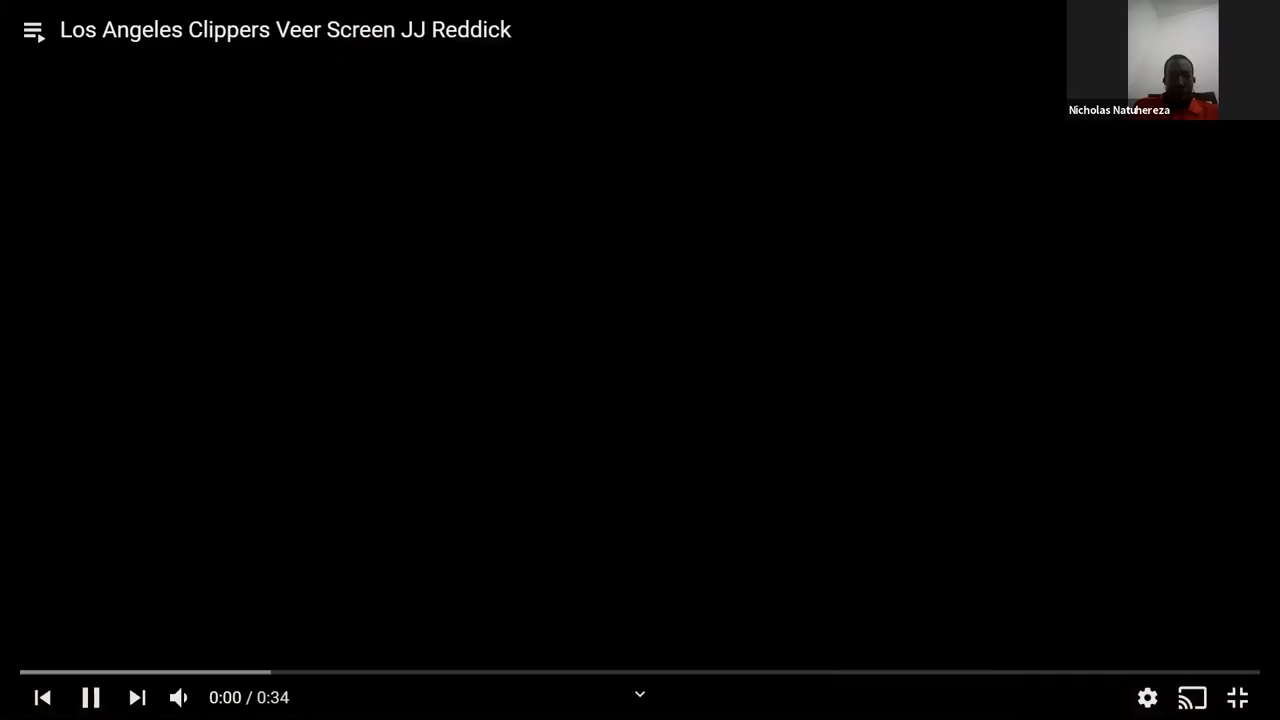 Los Angeles Clippers Veer Screen JJ Reddick
Nicholas Natuhereza
0:00 / 0:34